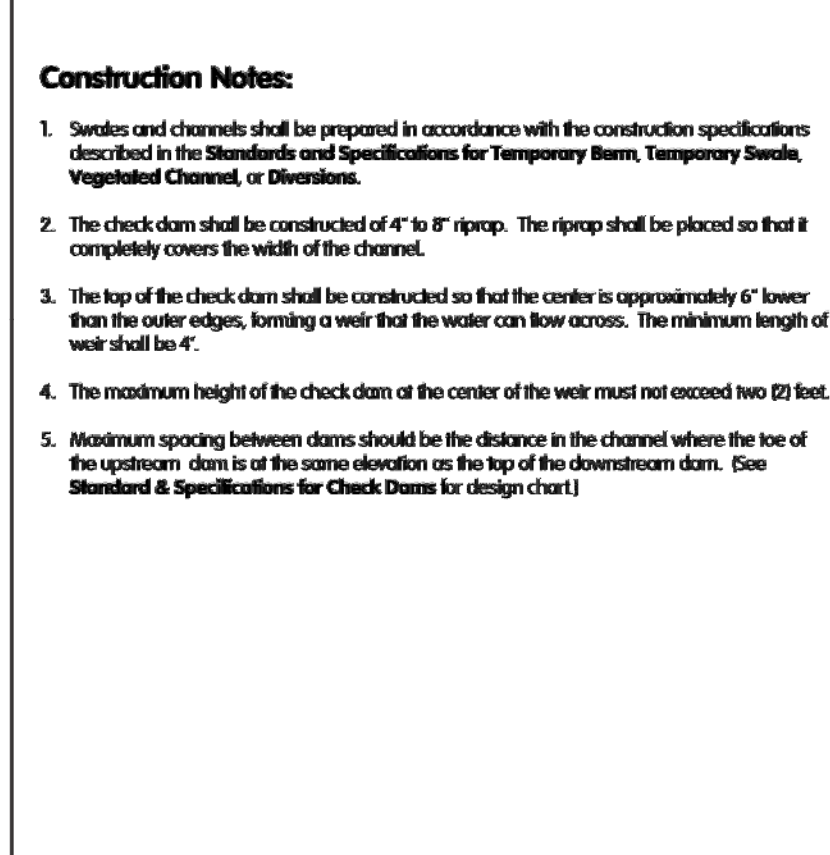 Construction Notes:
1. Swales and channels shall be prepared in accordance with the construction specifications
described in the Standards and Specifications for Temporary Berm, Temporary Swale,
Vegetated Channel, or Diversions.
2. The check dam shall be constructed of 4" to 8" riprap. The riprap shall be placed so that it
completely covers the width of the channel.
3. The top of the check dam shall be constructed so that the center is approximately 6" lower
than the outer edges, forming a weir that the water can flow across. The minimum length of
weir shall be 4'.
4. The maximum height of the check dam at the center of the weir must not exceed two (2) feet.
5. Maximum spacing between dams should be the distance in the channel where the toe of
the upstream dam is at the same elevation as the top of the downstream dam. (See
Standard & Specifications for Check Dams for design chart.)